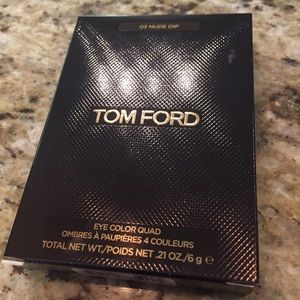 03 NUDE DIP
TOM FORD
EYE COLOR QUAD
OMBRES À PAUPIÈRES 4 COULEURS
TOTAL NET WT./POIDS NET .21 OZ./6 g ℮